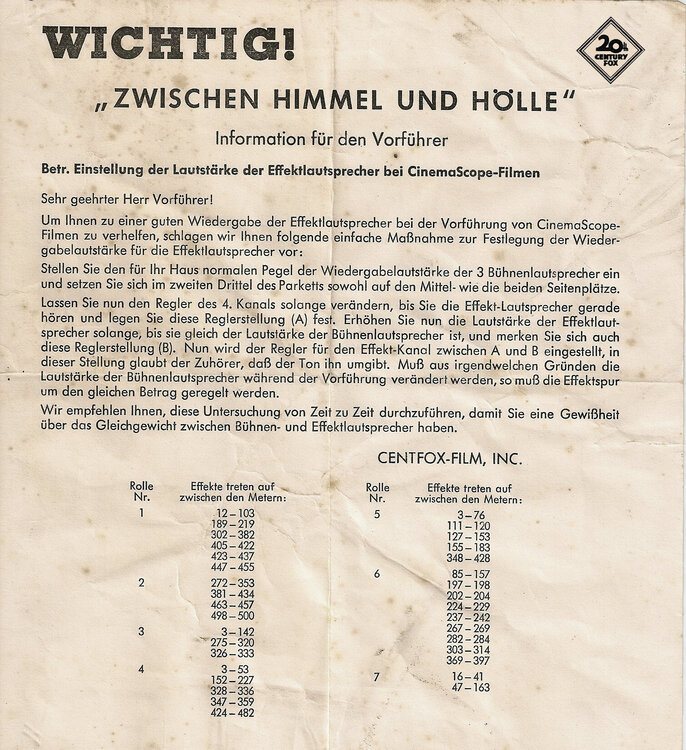 WICHTIG!
20th
CENTURY
FOX
„ZWISCHEN HIMMEL UND HÖLLE“
Information für den Vorführer
Betr. Einstellung der Lautstärke der Effektlautsprecher bei CinemaScope-Filmen
Sehr geehrter Herr Vorführer!
Um Ihnen zu einer guten Wiedergabe der Effektlautsprecher bei der Vorführung von CinemaScope-
Filmen zu verhelfen, schlagen wir Ihnen folgende einfache Maßnahme zur Festlegung der Wieder-
gabelautstärke für die Effektlautsprecher vor:
Stellen Sie den für Ihr Haus normalen Pegel der Wiedergabelautstärke der 3 Bühnenlautsprecher ein
und setzen Sie sich im zweiten Drittel des Parketts sowohl auf den Mittel- wie die beiden Seitenplätze.
Lassen Sie nun den Regler des 4. Kanals solange verändern, bis Sie die Effekt-Lautsprecher gerade
hören und legen Sie diese Reglerstellung (A) fest. Erhöhen Sie nun die Lautstärke der Effektlaut-
sprecher solange, bis sie gleich der Lautstärke der Bühnenlautsprecher ist, und merken Sie sich auch
diese Reglerstellung (B). Nun wird der Regler für den Effekt-Kanal zwischen A und B eingestellt, in
dieser Stellung glaubt der Zuhörer, daß der Ton ihn umgibt. Muß aus irgendwelchen Gründen die
Lautstärke der Bühnenlautsprecher während der Vorführung verändert werden, so muß die Effektspur
um den gleichen Betrag geregelt werden.
Wir empfehlen Ihnen, diese Untersuchung von Zeit zu Zeit durchzuführen, damit Sie eine Gewißheit
über das Gleichgewicht zwischen Bühnen- und Effektlautsprecher haben.
CENTFOX-FILM, INC.
Rolle Effekte treten auf
Nr. zwischen den Metern:
1 12–103
189–219
302–382
405–422
423–437
447–455
2 272–353
381–434
463–457
498–500
3 3–142
275–320
326–333
4 3–53
152–227
328–336
347–359
424–482
Rolle Effekte treten auf
Nr. zwischen den Metern:
5 3–76
111–120
127–153
155–183
348–428
6 85–157
197–198
202–204
224–229
237–242
267–269
282–284
303–314
369–397
7 16–41
47–163